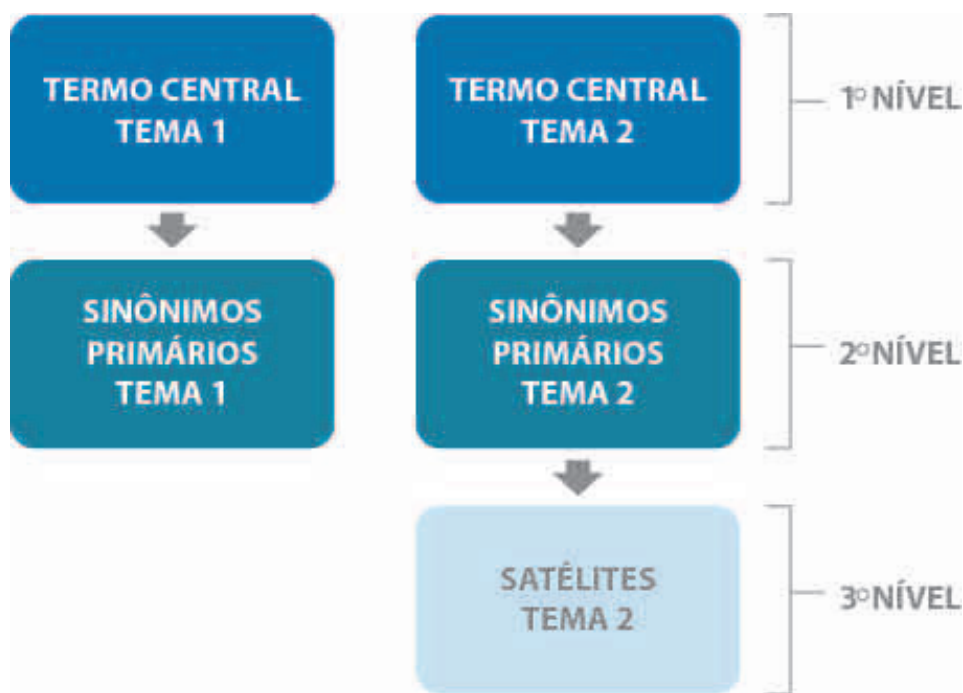 TERMO CENTRAL
TEMA 1
TERMO CENTRAL
TEMA 2
1º NÍVEL
SINÔNIMOS
PRIMÁRIOS
TEMA 1
SINÔNIMOS
PRIMÁRIOS
TEMA 2
2º NÍVEL
SATÉLITES
TEMA 2
3º NÍVEL